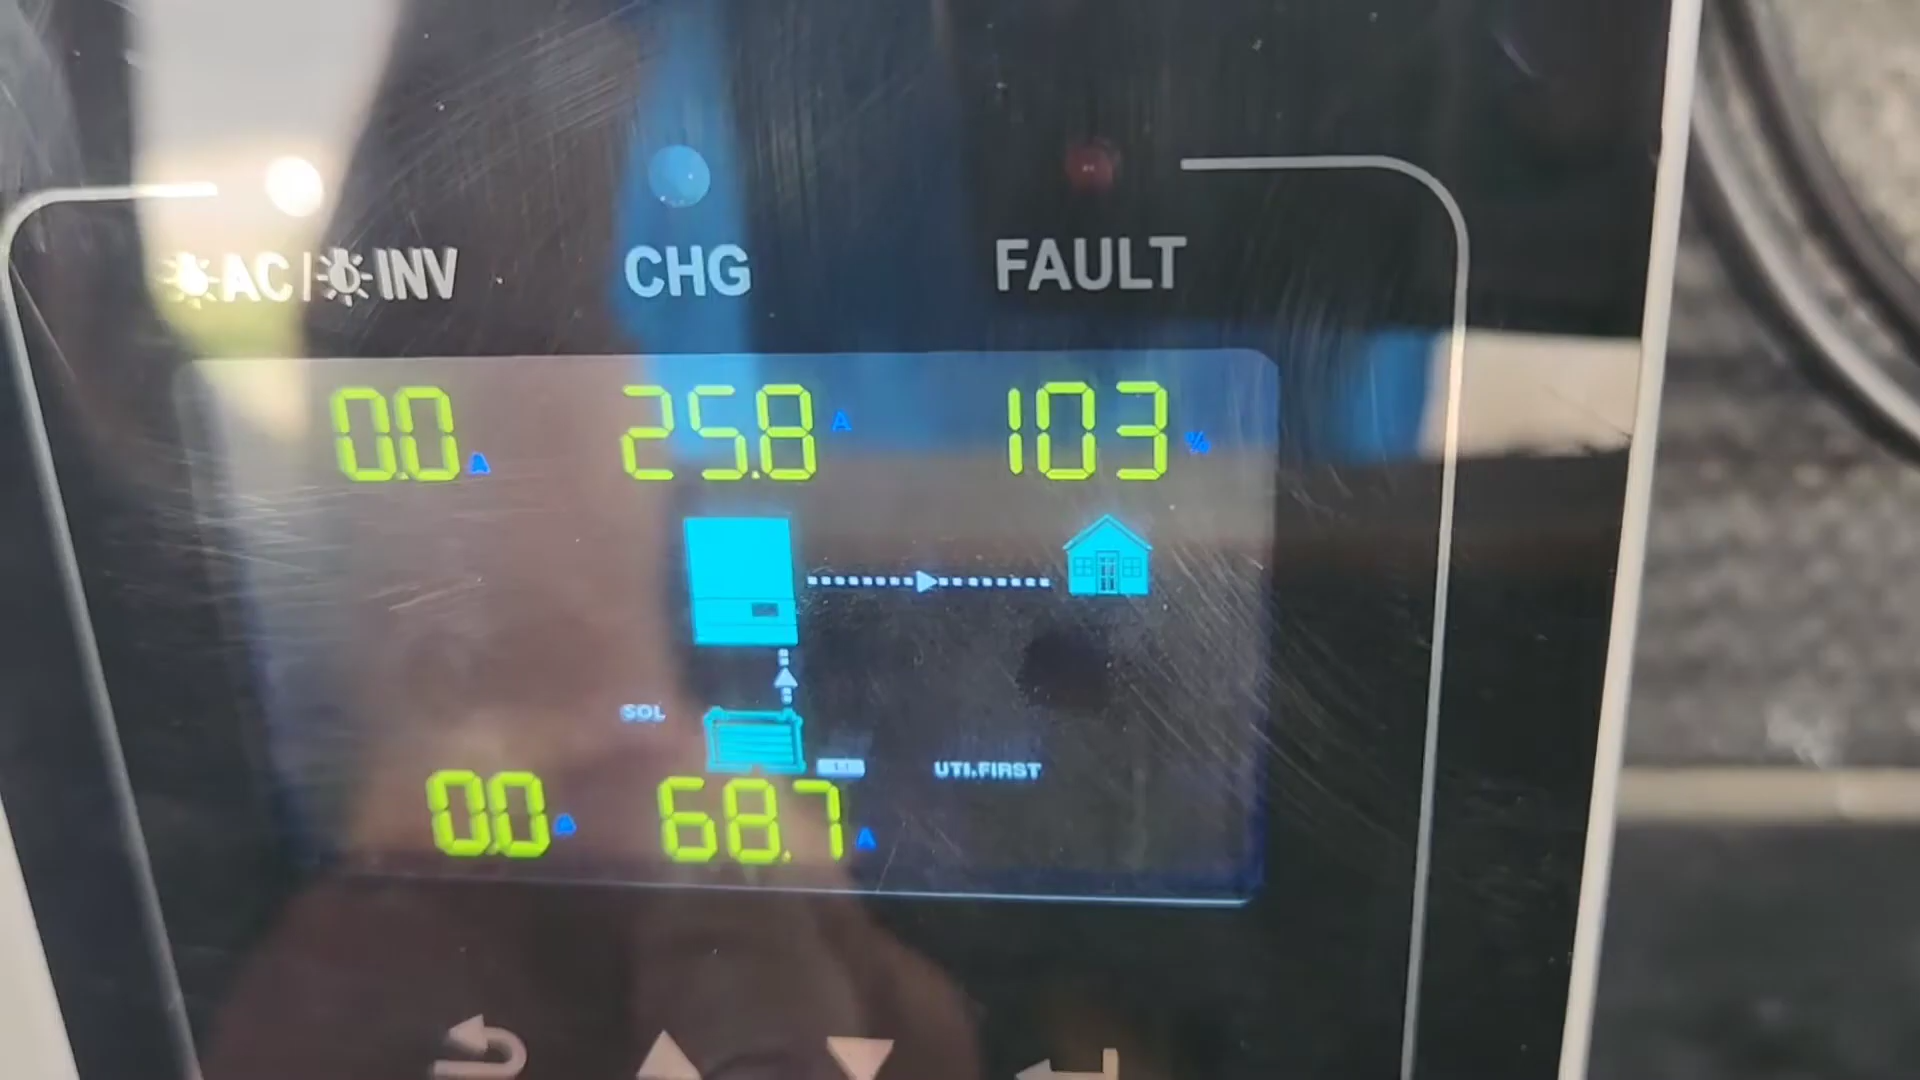 AC | INV CHG FAULT
0.0 A 25.8 A 103 %
SOL
UTI.FIRST
0.0 A 68.7 A